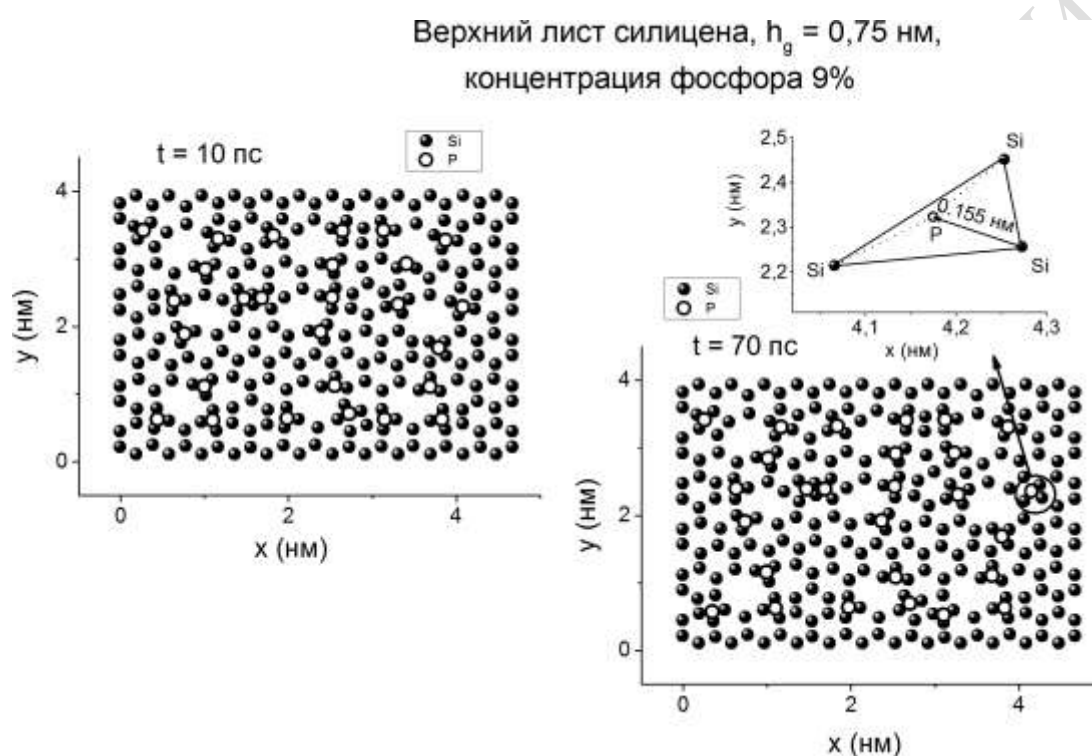 Верхний лист силицена, hg = 0,75 нм,
концентрация фосфора 9%
t = 10 пс
Si
P
4
2
0
y (нм)
0
2
4
x (нм)
2,5
2,4
2,3
2,2
y (нм)
Si
0.155 нм
P
Si
Si
4,1
4,2
4,3
x (нм)
Si
P
t = 70 пс
4
2
0
y (нм)
0
2
4
x (нм)